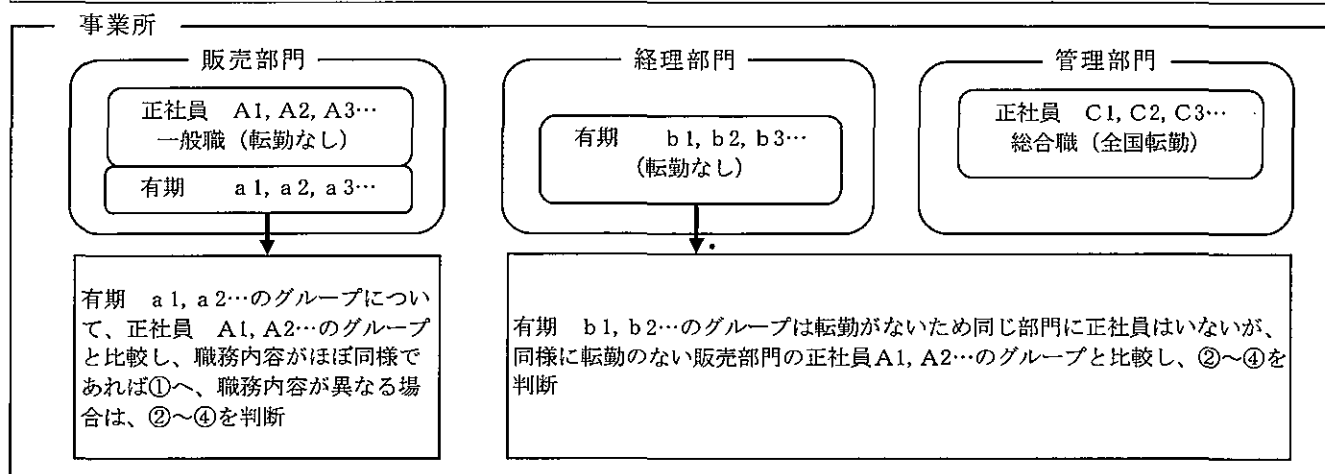 事業所
販売部門
正社員 A1, A2, A3…
一般職(転勤なし)
有期 a1, a2, a3…
経理部門
有期 b1, b2, b3…
(転勤なし)
管理部門
正社員 C1, C2, C3…
総合職(全国転勤)
有期 a1, a2…のグループについ
て、正社員 A1, A2…のグループ
と比較し、職務内容がほぼ同様で
あれば①へ、職務内容が異なる場
合は、②~④を判断
有期 b1, b2…のグループは転勤がないため同じ部門に正社員はいないが、
同様に転勤のない販売部門の正社員A1, A2…のグループと比較し、②~④を
判断